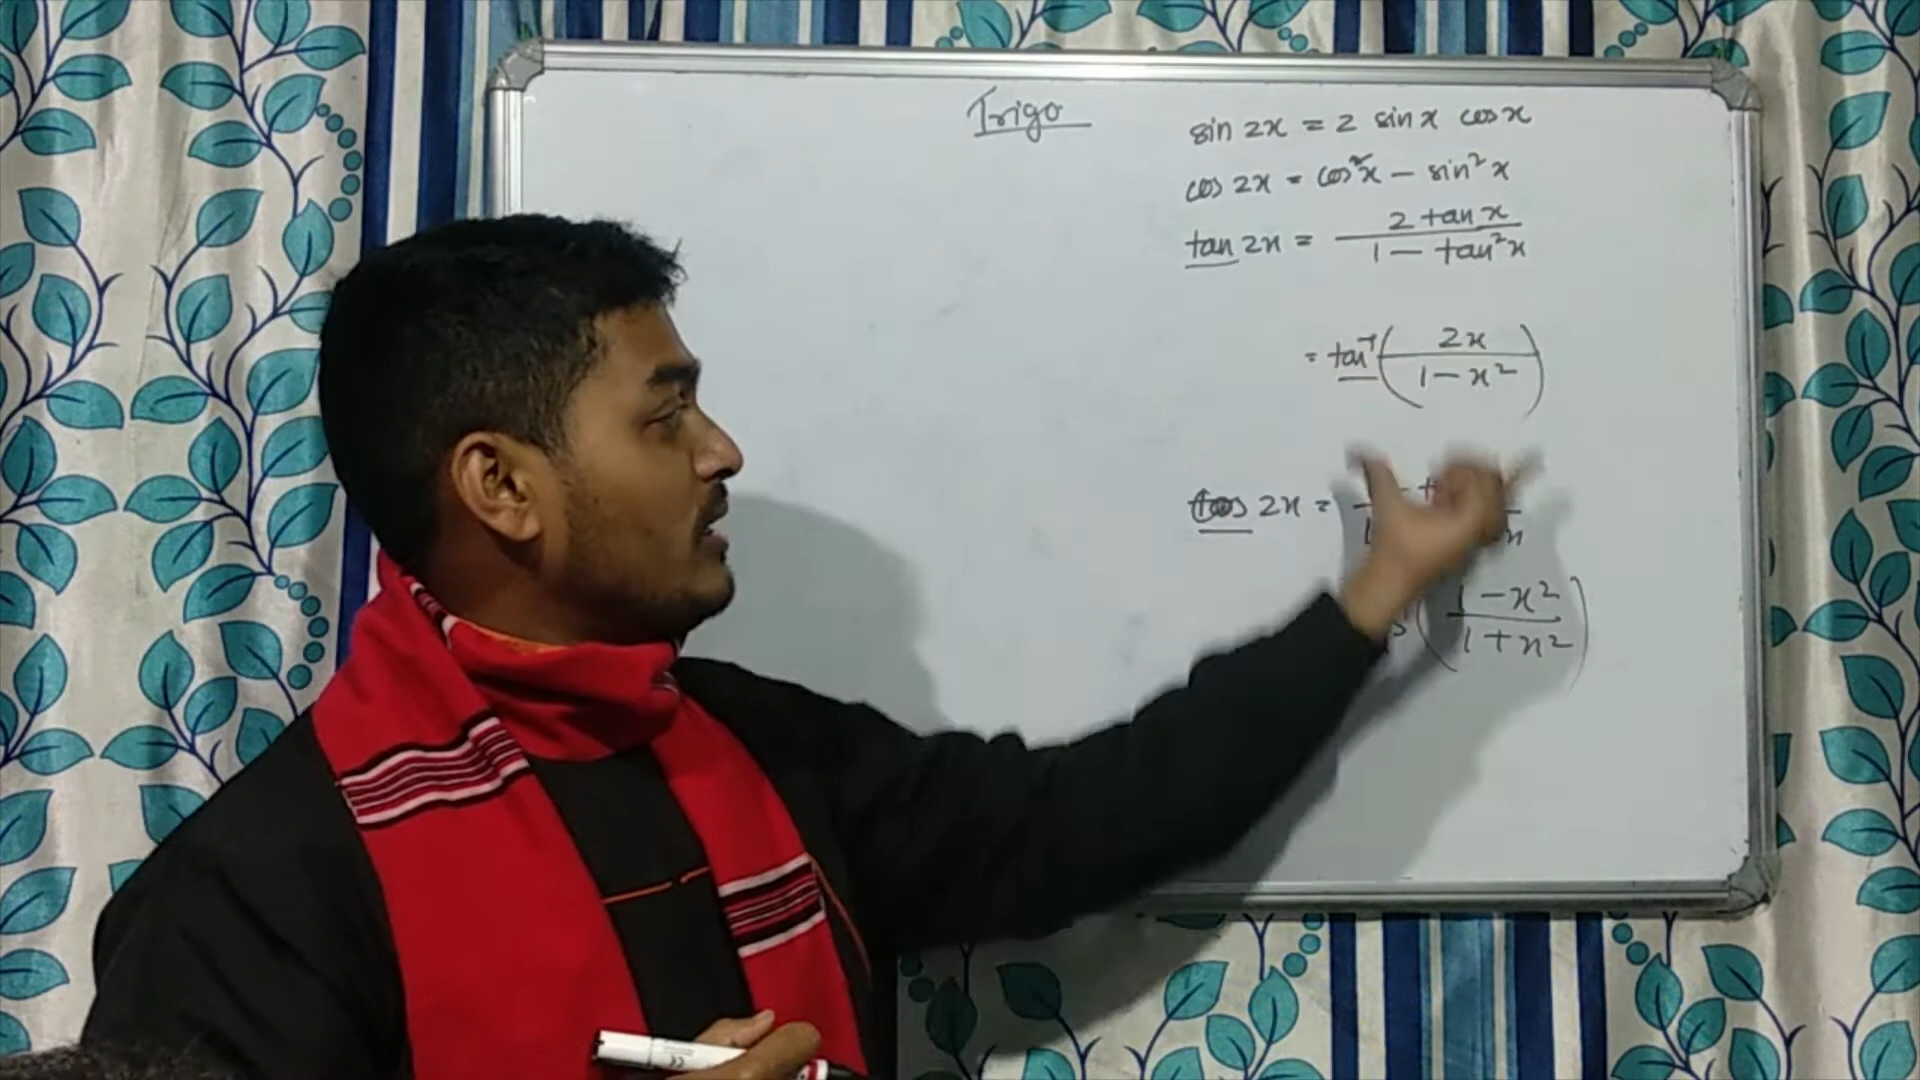 Trigo
sin 2x = 2 sin x cos x
cos 2x = cos²x − sin²x
tan 2x = 2 tan x / 1 − tan²x
= tan⁻¹( 2x / 1 − x² )
cos 2x =
( 1 − x² / 1 + x² )